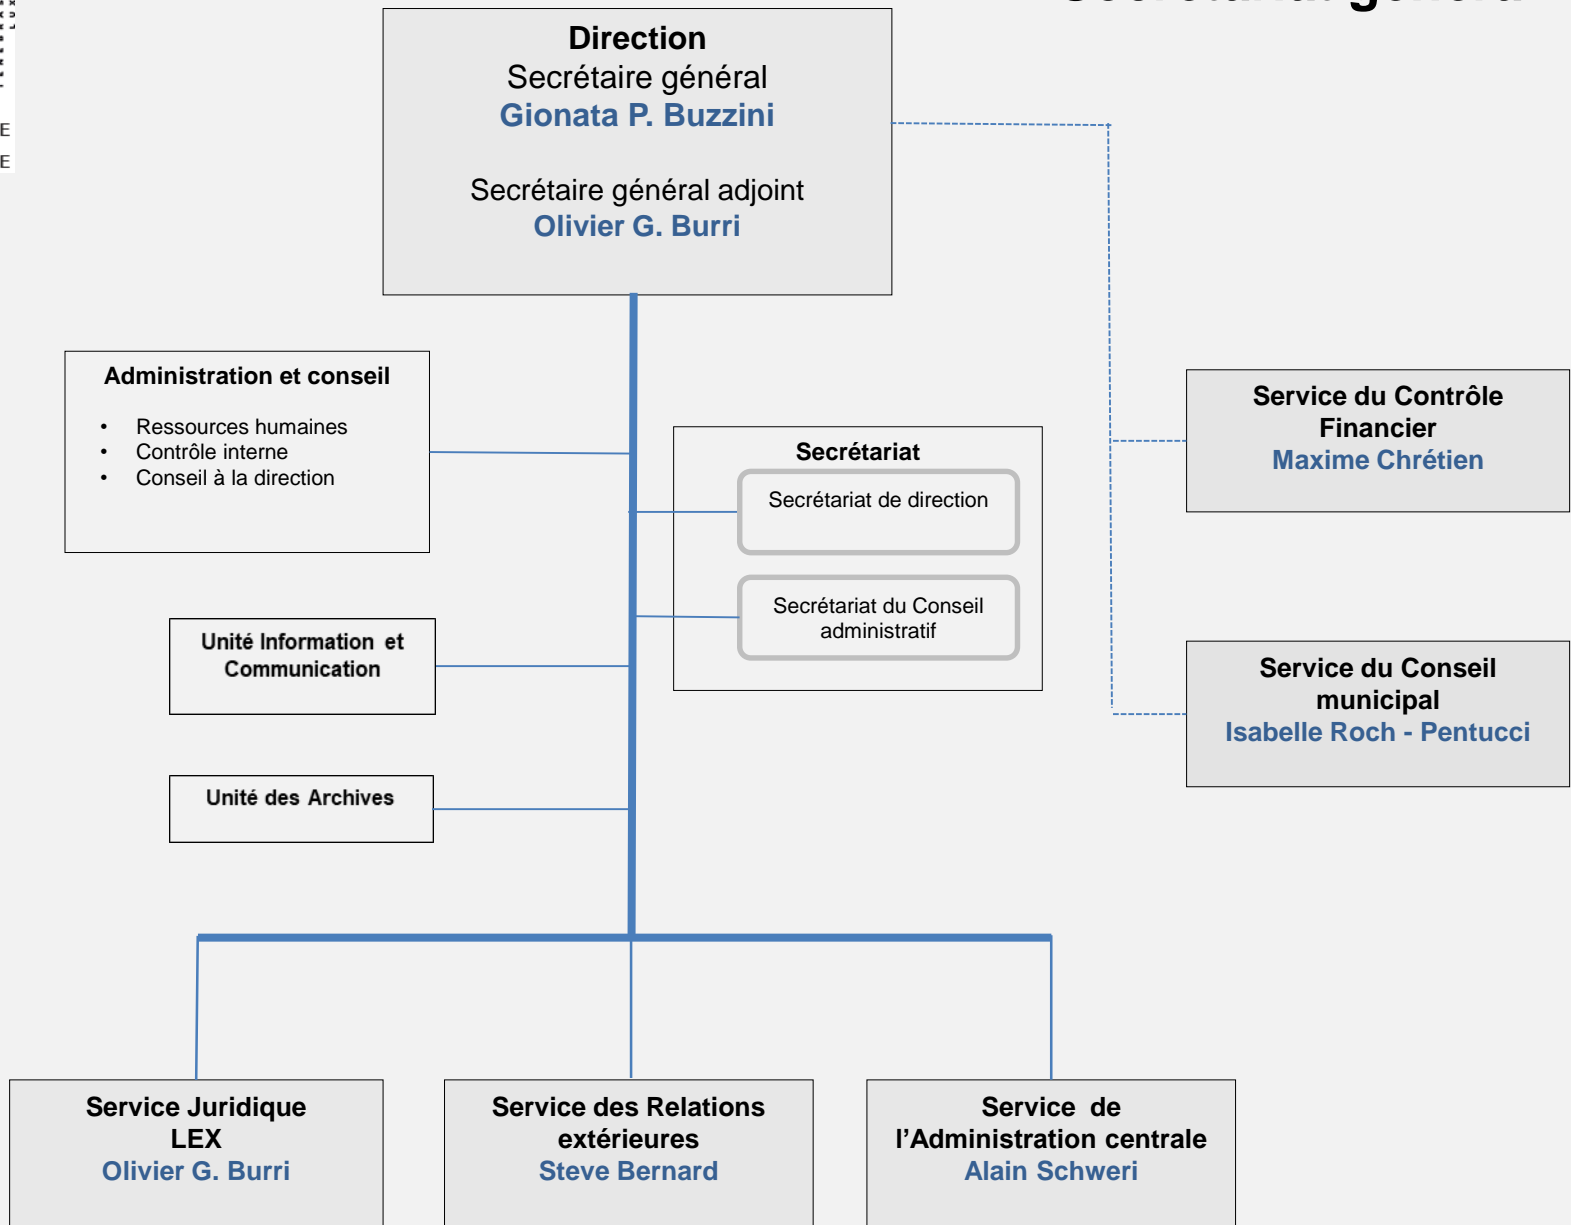 Direction
Secrétaire général
Gionata P. Buzzini
Secrétaire général adjoint
Olivier G. Burri
Administration et conseil
• Ressources humaines
• Contrôle interne
• Conseil à la direction
Secrétariat
Secrétariat de direction
Secrétariat du Conseil
administratif
Service du Contrôle
Financier
Maxime Chrétien
Unité Information et
Communication
Service du Conseil
municipal
Isabelle Roch - Pentucci
Unité des Archives
Service Juridique
LEX
Olivier G. Burri
Service des Relations
extérieures
Steve Bernard
Service de
l’Administration centrale
Alain Schweri